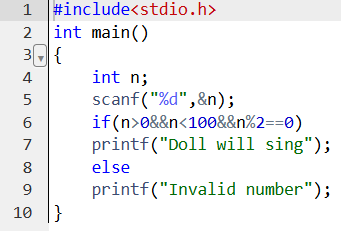 1 #include<stdio.h>
2 int main()
3 {
4 int n;
5 scanf("%d",&n);
6 if(n>0&&n<100&&n%2==0)
7 printf("Doll will sing");
8 else
9 printf("Invalid number");
10 }